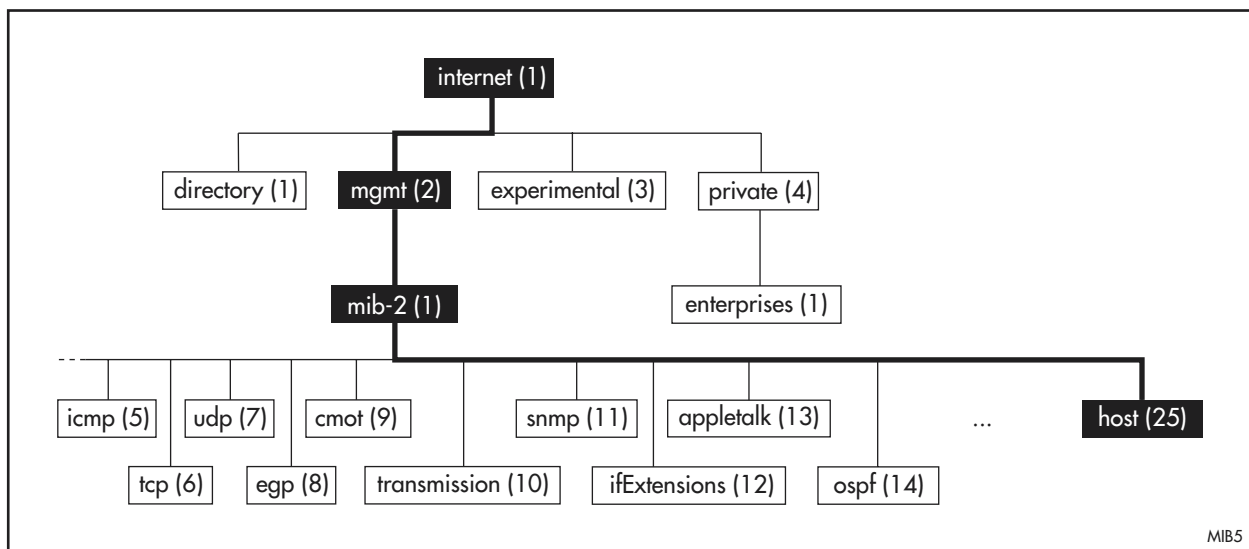 internet (1)
directory (1)
mgmt (2)
experimental (3)
private (4)
mib-2 (1)
enterprises (1)
icmp (5)
udp (7)
cmot (9)
snmp (11)
appletalk (13)
...
host (25)
tcp (6)
egp (8)
transmission (10)
ifExtensions (12)
ospf (14)
MIB5